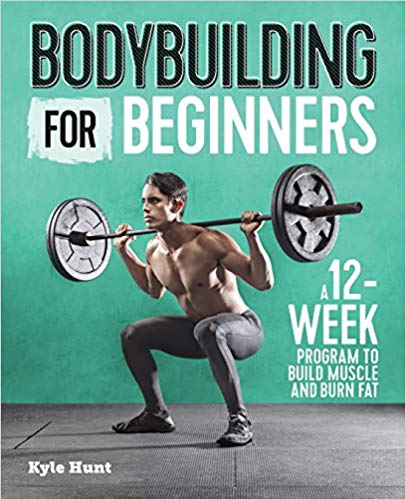 BODYBUILDING
FOR BEGINNERS
A 12-
WEEK
PROGRAM TO
BUILD MUSCLE
AND BURN FAT
Kyle Hunt